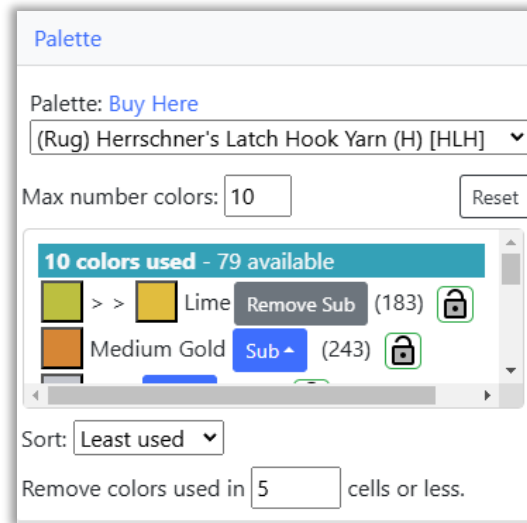 Palette
Palette: Buy Here
(Rug) Herrschner's Latch Hook Yarn (H) [HLH]
Max number colors: 10 Reset
10 colors used - 79 available
> > Lime Remove Sub (183)
Medium Gold Sub (243)
Sort: Least used
Remove colors used in 5 cells or less.